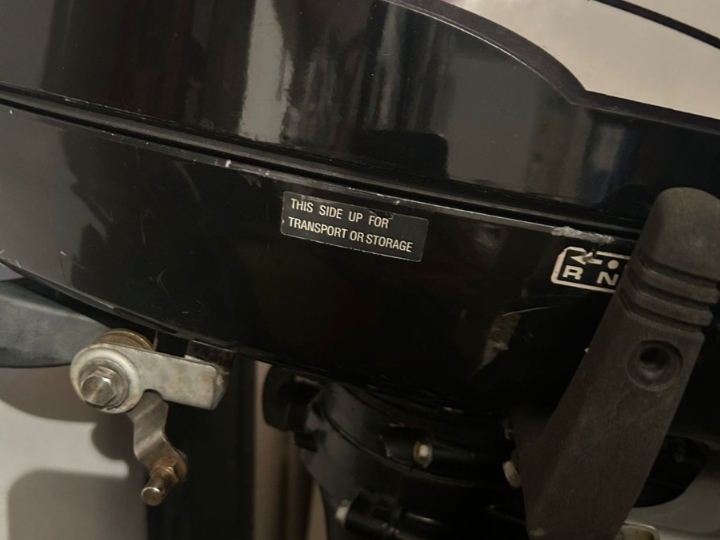 THIS SIDE UP FOR
TRANSPORT OR STORAGE
R N